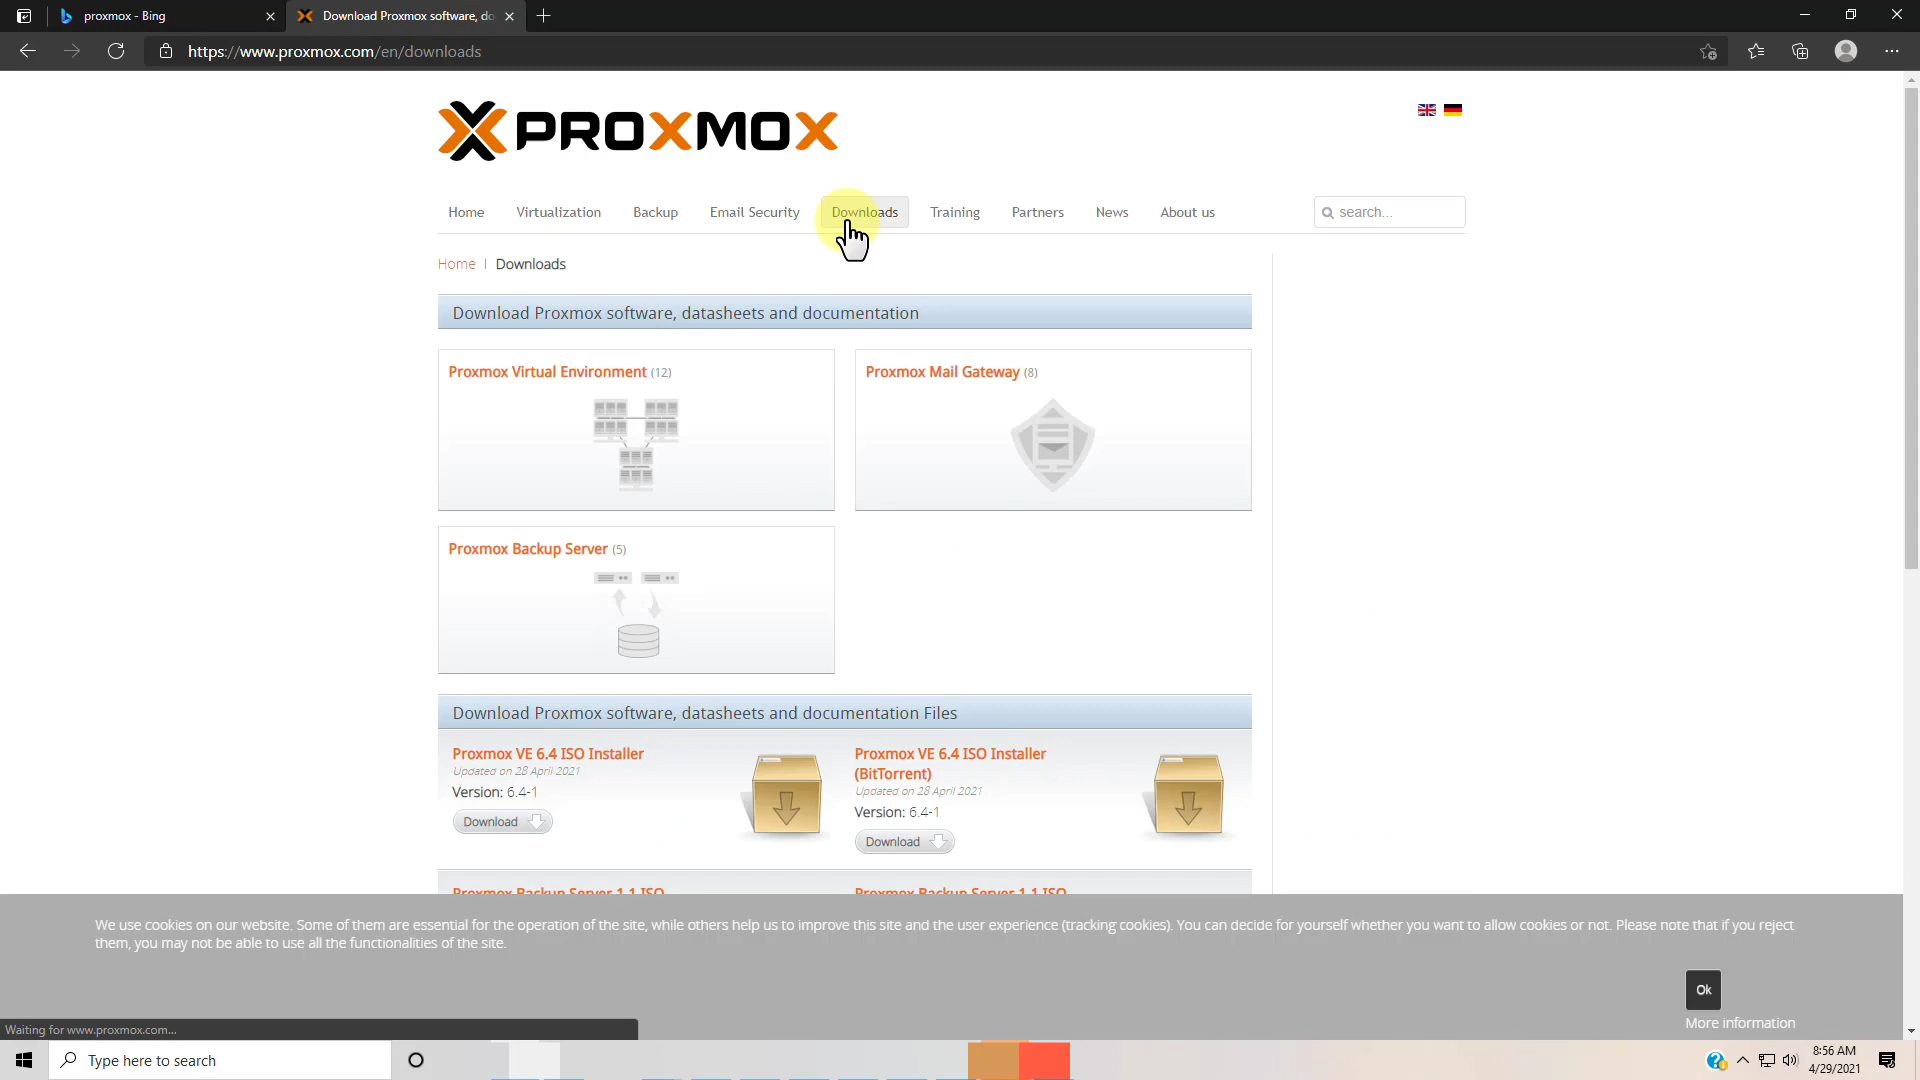 proxmox - Bing
Download Proxmox software, do
https://www.proxmox.com/en/downloads
PROXMOX
Home Virtualization Backup Email Security Downloads Training Partners News About us search...
Home | Downloads
Download Proxmox software, datasheets and documentation
Proxmox Virtual Environment (12)
Proxmox Mail Gateway (8)
Proxmox Backup Server (5)
Download Proxmox software, datasheets and documentation Files
Proxmox VE 6.4 ISO Installer
Updated on 28 April 2021
Version: 6.4-1
Download
Proxmox VE 6.4 ISO Installer
(BitTorrent)
Updated on 28 April 2021
Version: 6.4-1
Download
Proxmox Backup Server 1.1 ISO
Proxmox Backup Server 1.1 ISO
We use cookies on our website. Some of them are essential for the operation of the site, while others help us to improve this site and the user experience (tracking cookies). You can decide for yourself whether you want to allow cookies or not. Please note that if you reject
them, you may not be able to use all the functionalities of the site.
Ok
More information
Waiting for www.proxmox.com...
Type here to search
8:56 AM
4/29/2021